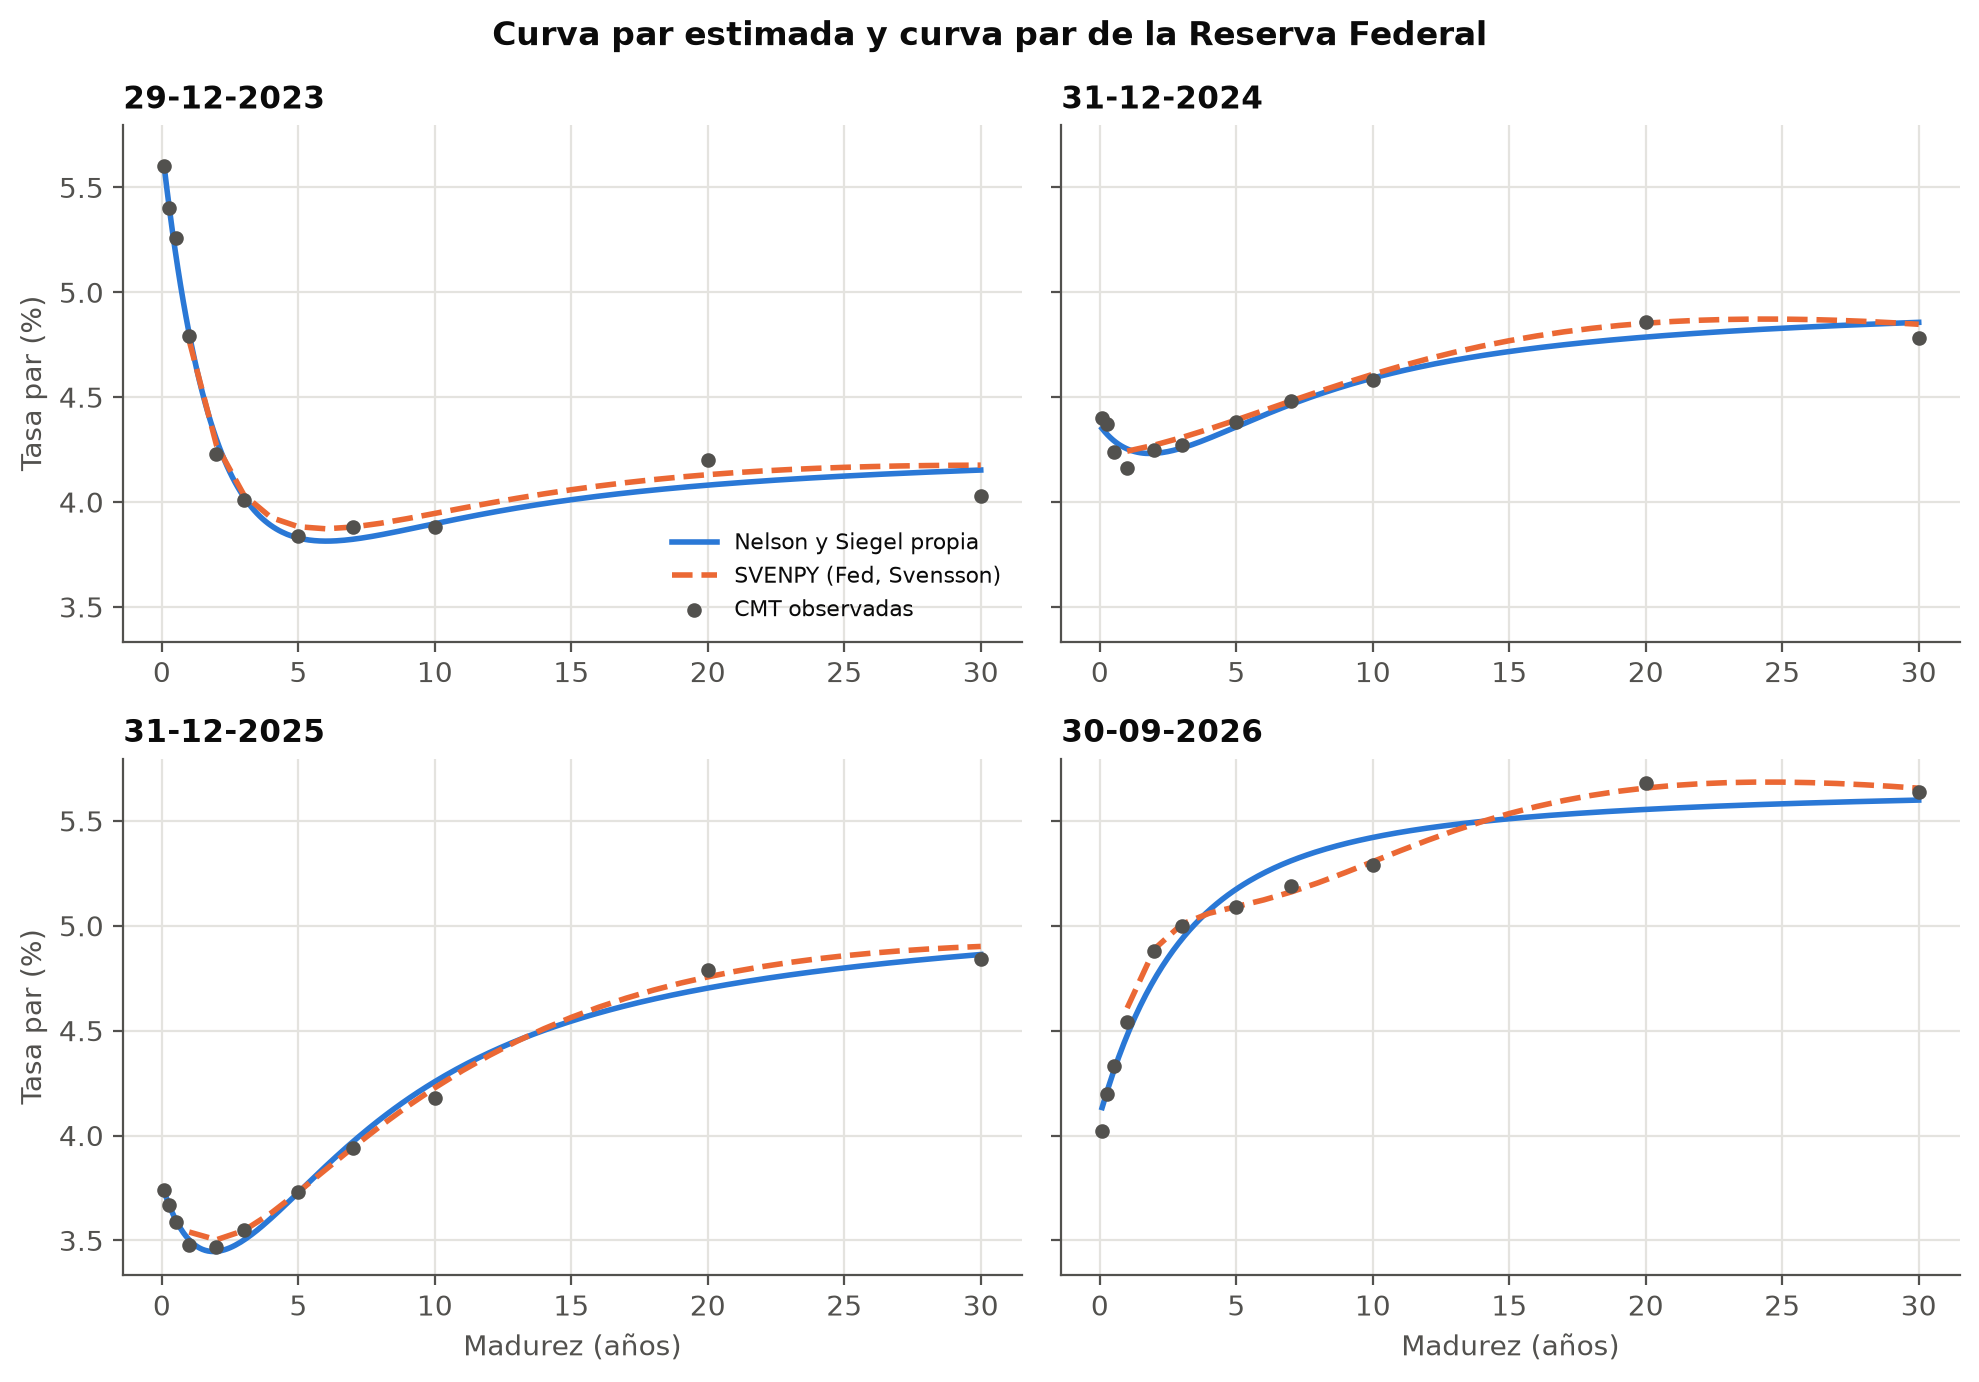 Curva par estimada y curva par de la Reserva Federal
29-12-2023
Tasa par (%)
5.5
5.0
4.5
4.0
3.5
Nelson y Siegel propia
SVENPY (Fed, Svensson)
CMT observadas
0 5 10 15 20 25 30
31-12-2024
0 5 10 15 20 25 30
31-12-2025
Tasa par (%)
5.5
5.0
4.5
4.0
3.5
0 5 10 15 20 25 30
Madurez (años)
30-09-2026
0 5 10 15 20 25 30
Madurez (años)